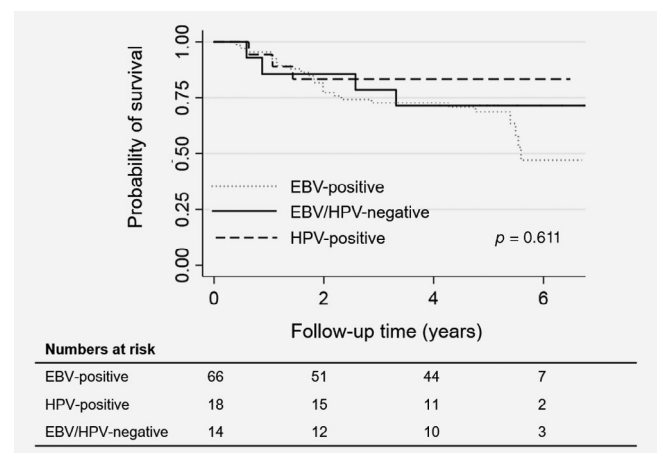 Probability of survival
1.00
0.75
0.50
0.25
0.00
EBV-positive
EBV/HPV-negative
HPV-positive
p = 0.611
0 2 4 6
Follow-up time (years)
Numbers at risk
EBV-positive 66 51 44 7
HPV-positive 18 15 11 2
EBV/HPV-negative 14 12 10 3